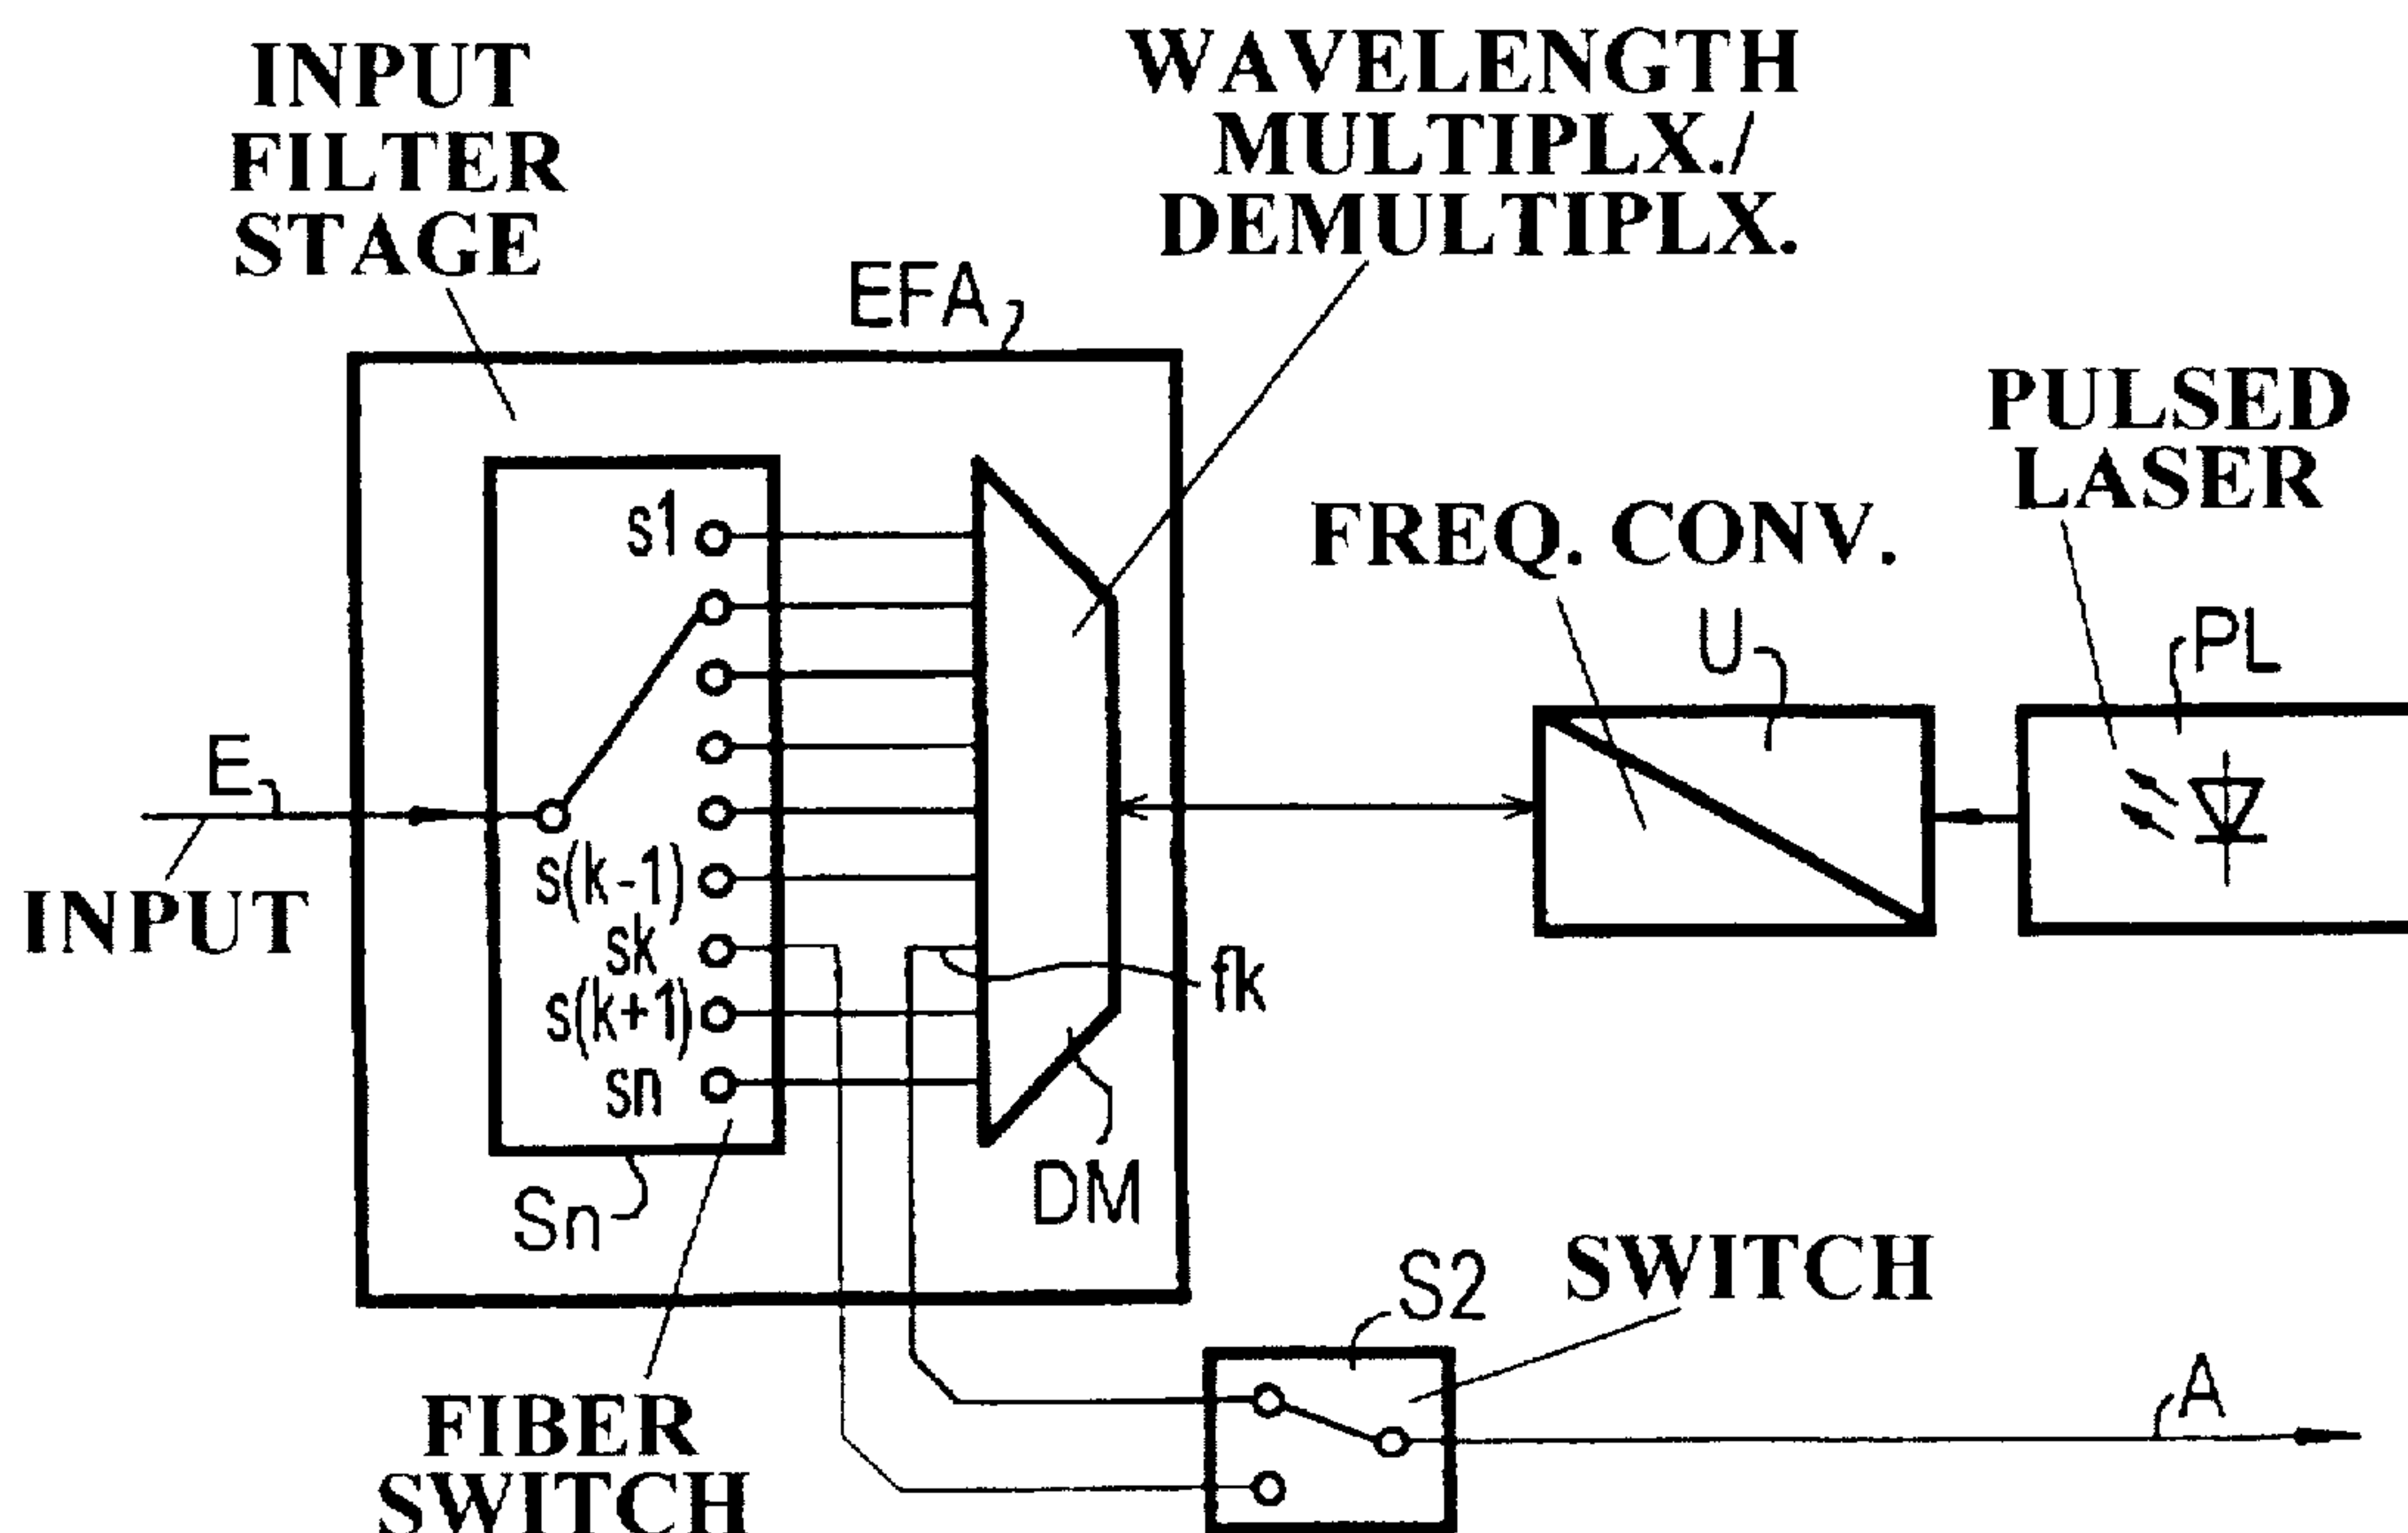 INPUT
FILTER
STAGE
WAVELENGTH
MULTIPLX./
DEMULTIPLX.
EFA
PULSED
LASER
FREQ. CONV.
U
PL
s1
E
INPUT
s(k-1)
sk
s(k+1)
sn
fk
Sn
DM
S2
SWITCH
A
FIBER
SWITCH